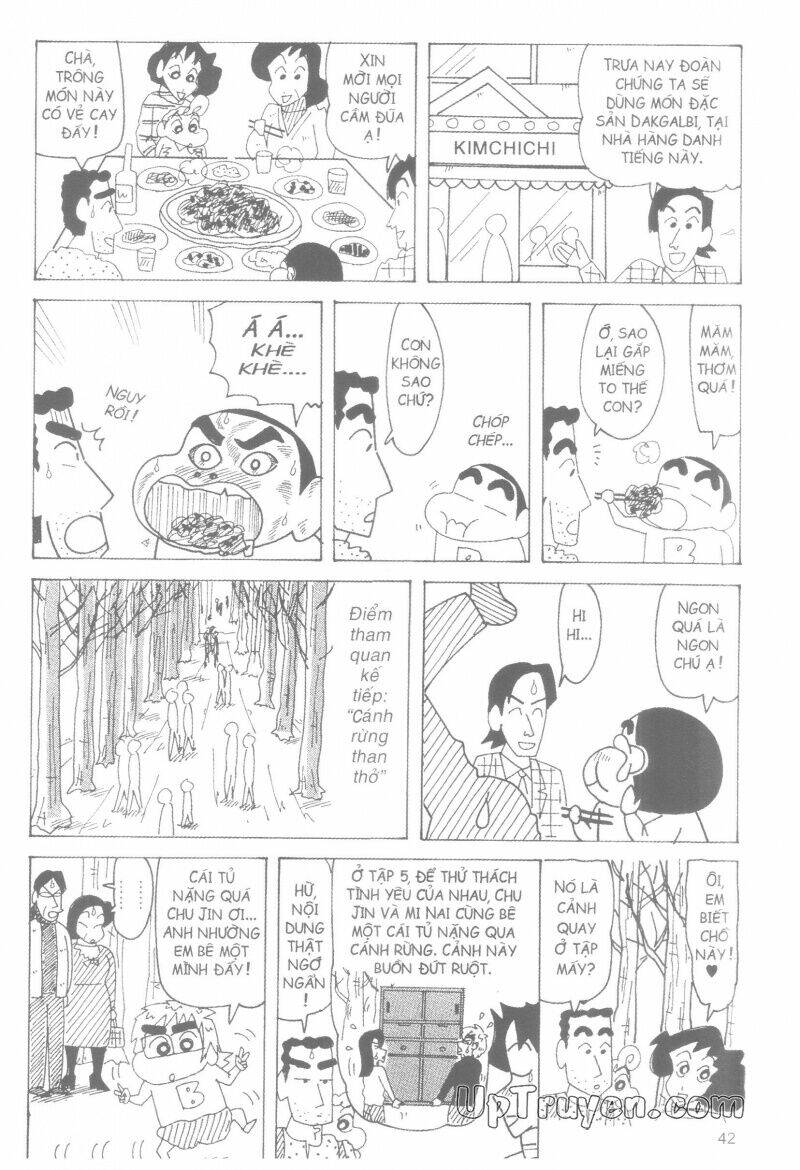 TRƯA NAY ĐOÀN
CHÚNG TA SẼ
DÙNG MÓN ĐẶC
SẢN DAKGALBI, TẠI
NHÀ HÀNG DANH
TIẾNG NÀY.
KIMCHICHI
XIN
MỜI MỌI
NGƯỜI
CẦM ĐŨA
Ạ!
CHÀ,
TRÔNG
MÓN NÀY
CÓ VẺ CAY
ĐẤY!
W
MĂM
MĂM,
THƠM
QUÁ!
Ớ, SAO
LẠI GẮP
MIẾNG
TO THẾ
CON?
B
CON
KHÔNG
SAO
CHỨ?
CHÓP
CHÉP...
B
Á Á...
KHÈ
KHÈ....
NGUY
RỒI!
NGON
QUÁ LÀ
NGON
CHÚ Ạ!
HI
HI...
Điểm
tham
quan
kế
tiếp:
"Cánh
rừng
than
thở"
ÔI,
EM
BIẾT
CHỖ
NÀY!
♥
NÓ LÀ
CẢNH
QUAY
Ở TẬP
MẤY?
Ở TẬP 5, ĐỂ THỬ THÁCH
TÌNH YÊU CỦA NHAU, CHU
JIN VÀ MI NAI CÙNG BÊ
MỘT CÁI TỦ NẶNG QUA
CÁNH RỪNG. CẢNH NÀY
BUỒN ĐỨT RUỘT.
HỪ,
NỘI
DUNG
THẬT
NGỚ
NGẨN!
CÁI TỦ
NẶNG QUÁ
CHU JIN ƠI...
ANH NHƯỜNG
EM BÊ MỘT
MÌNH ĐẤY!
.......
B
UpTruyen.com
42